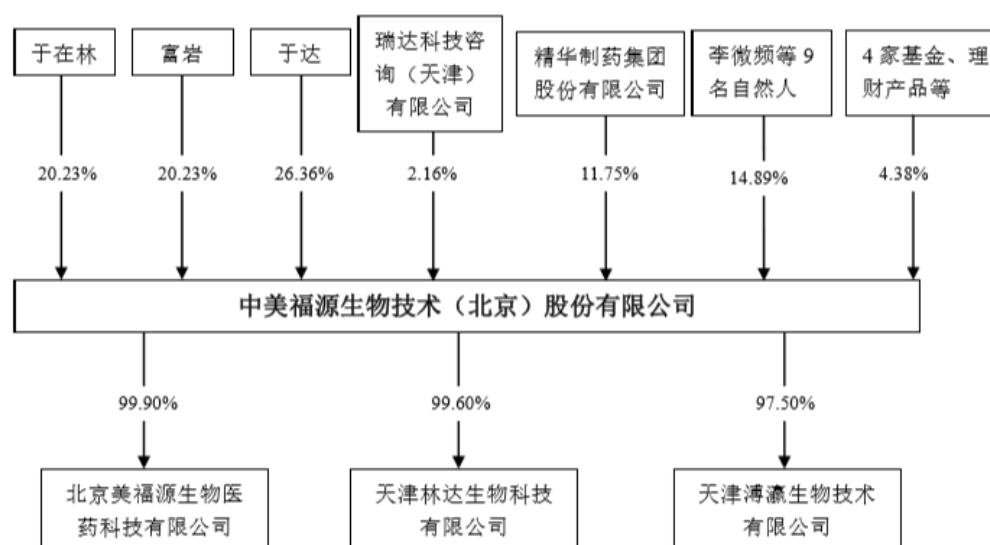 于在林
富岩
于达
瑞达科技咨
询（天津）
有限公司
精华制药集团
股份有限公司
李微频等 9
名自然人
4 家基金、理
财产品等
20.23%
20.23%
26.36%
2.16%
11.75%
14.89%
4.38%
中美福源生物技术（北京）股份有限公司
99.90%
99.60%
97.50%
北京美福源生物医
药科技有限公司
天津林达生物科技
有限公司
天津溥瀛生物技术
有限公司